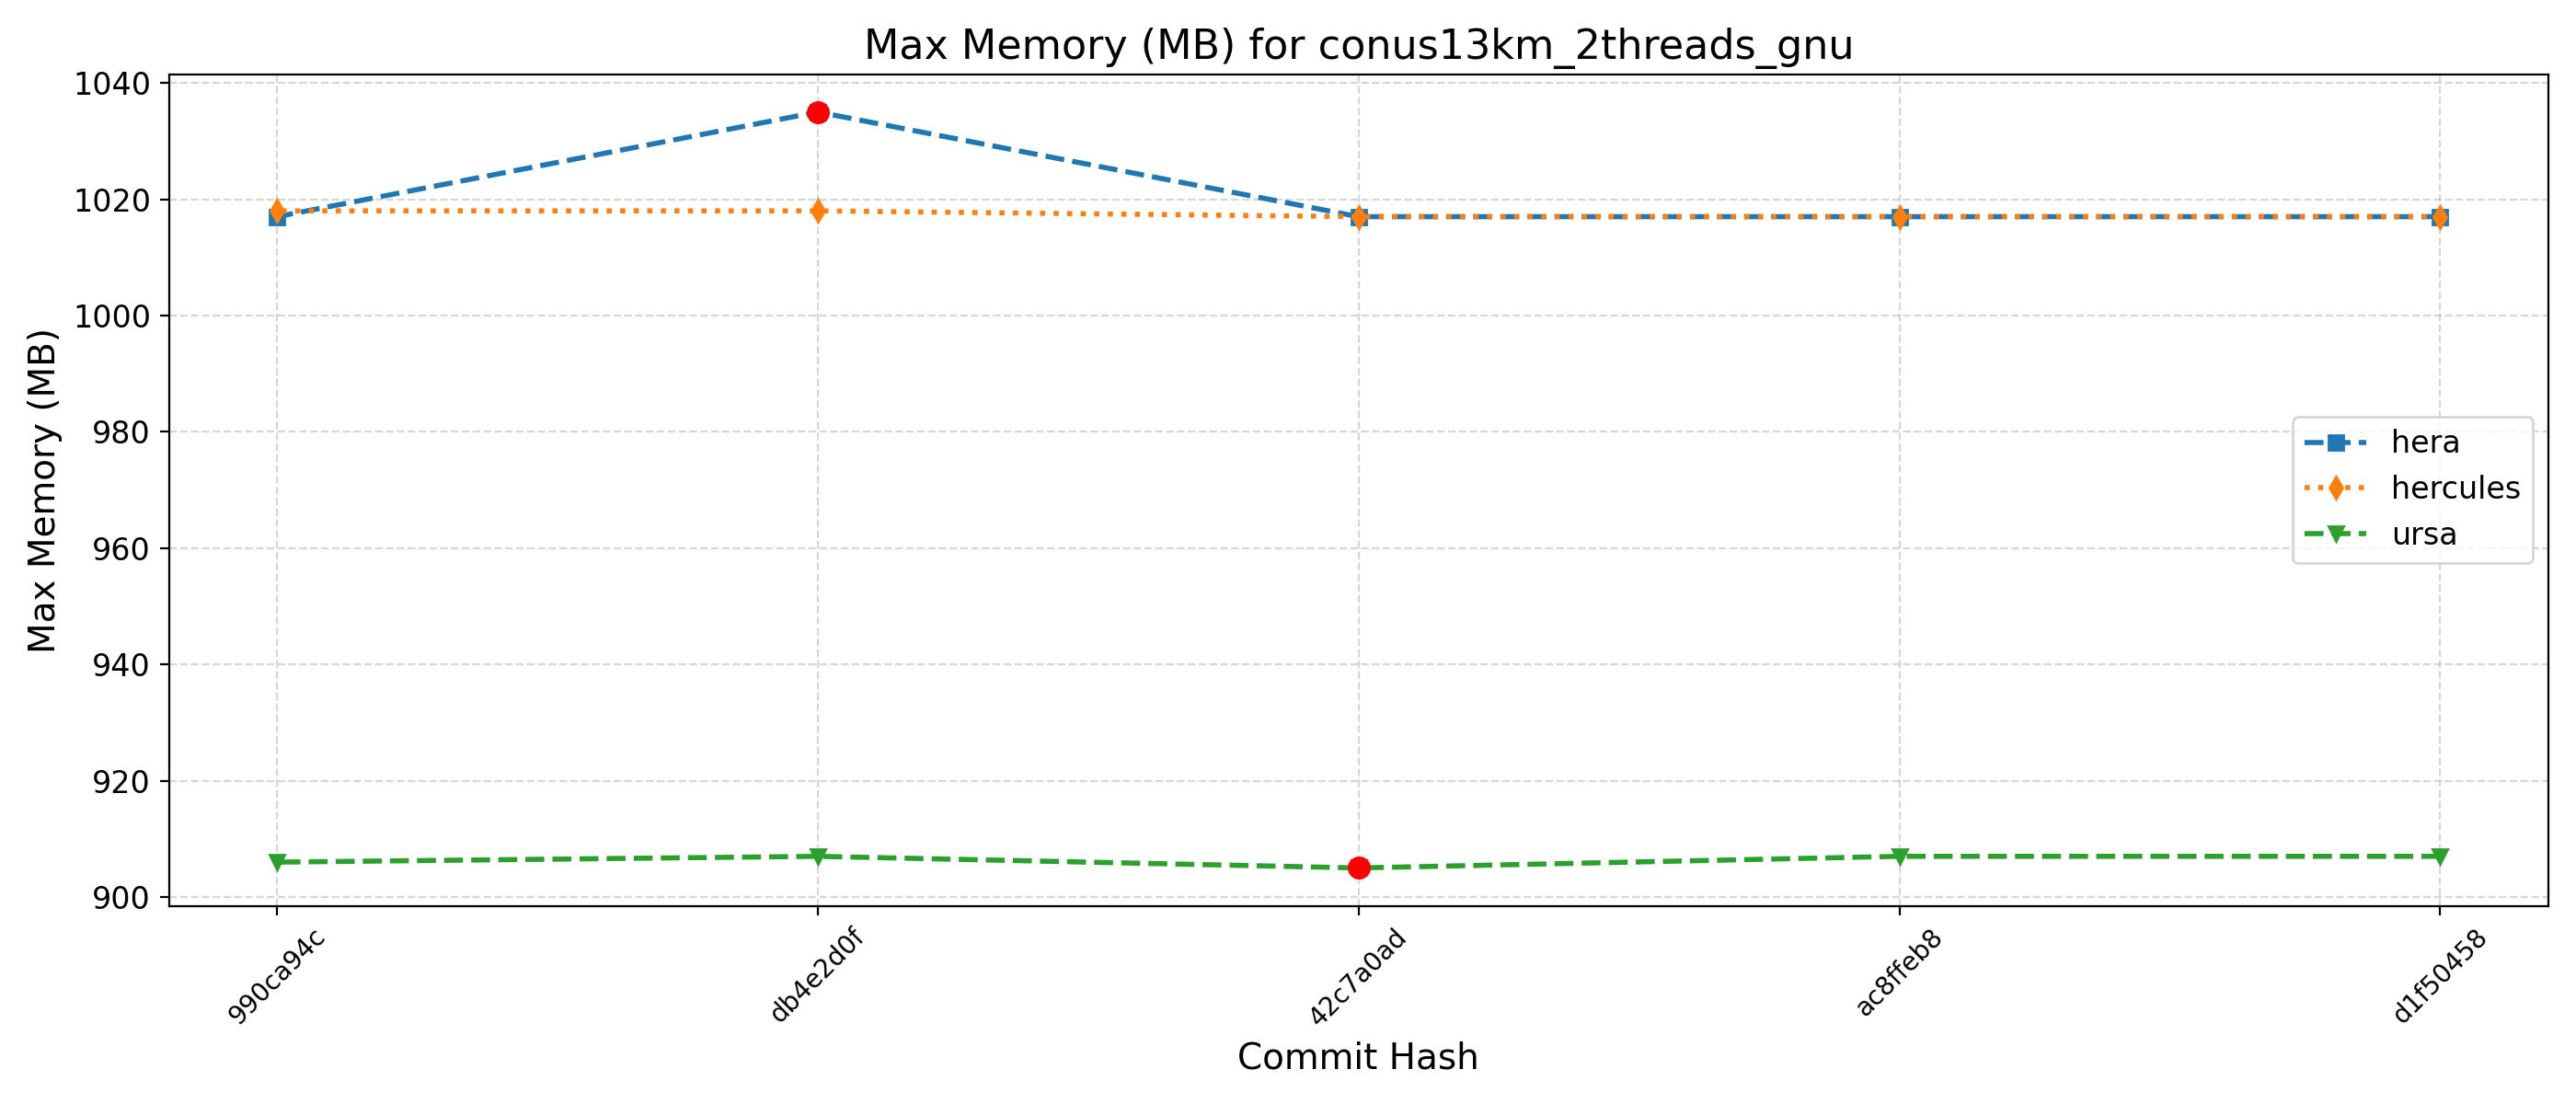 Max Memory (MB) for conus13km_2threads_gnu
Max Memory (MB)
1040
1020
1000
980
960
940
920
900
hera
hercules
ursa
990ca94c
db4e2d0f
42c7a0ad
ac8ffeb8
d1f50458
Commit Hash